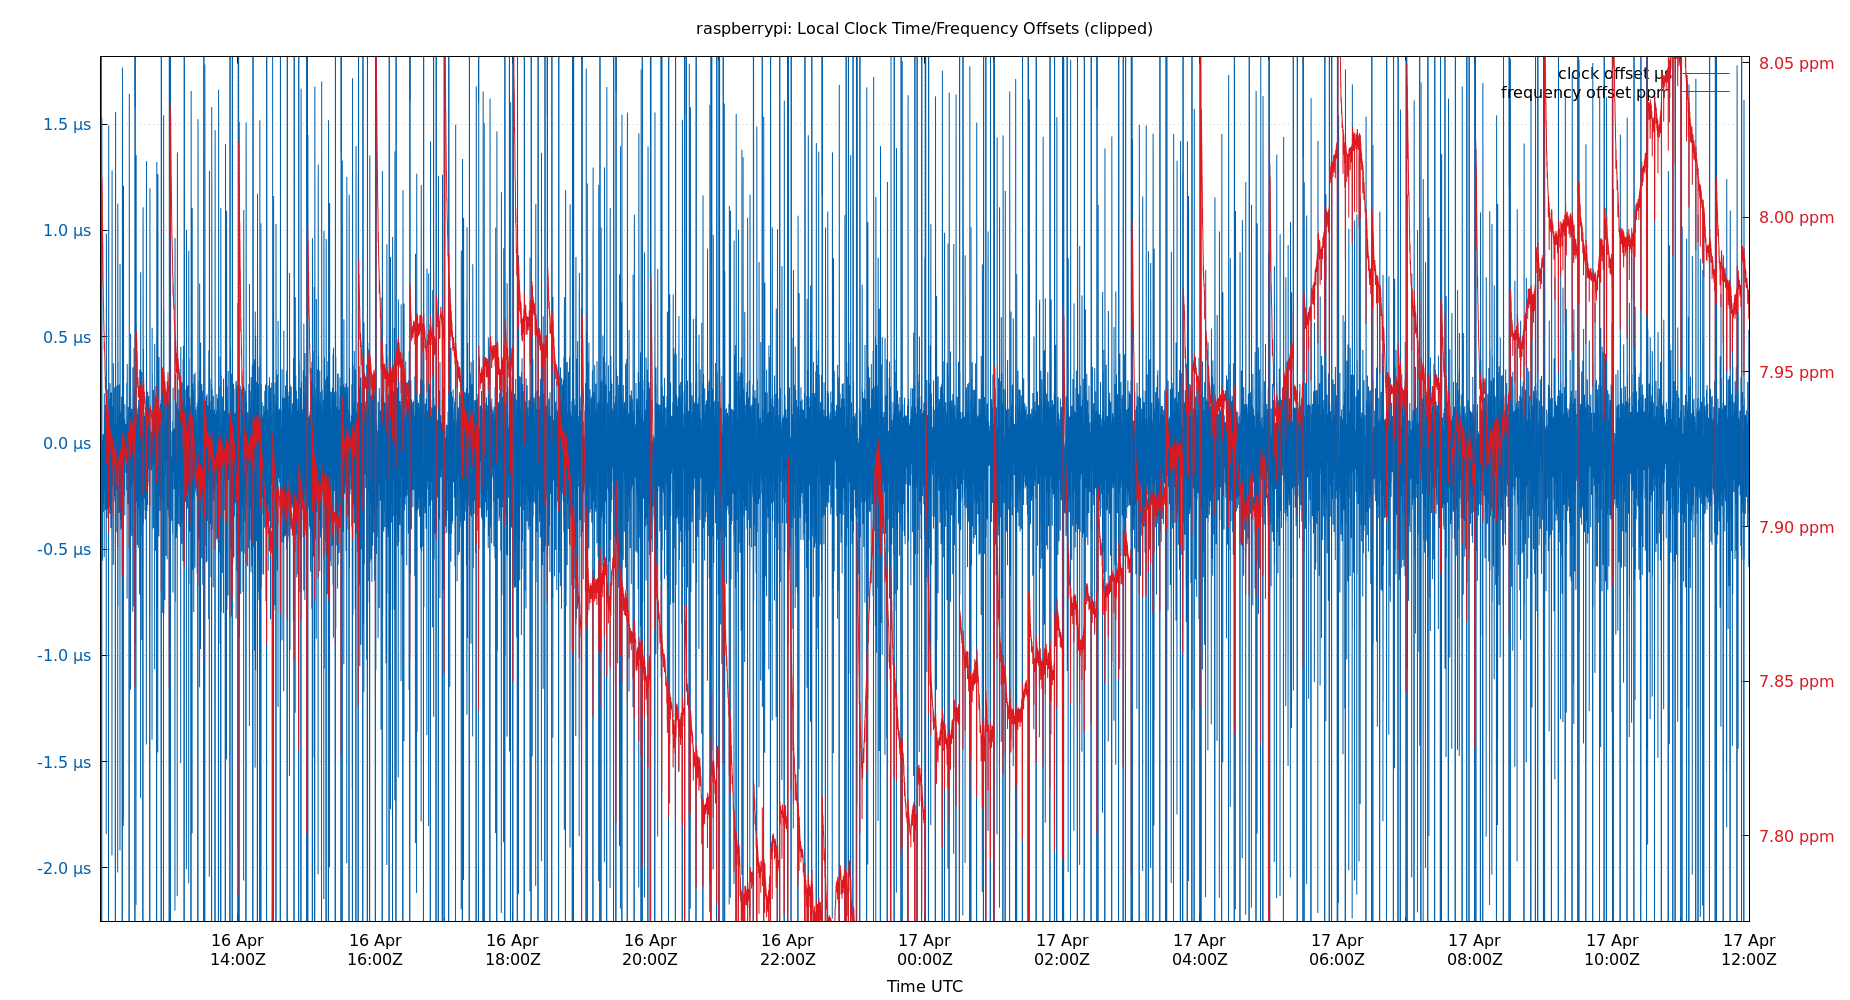 raspberrypi: Local Clock Time/Frequency Offsets (clipped)
clock offset µs
frequency offset ppm
1.5 µs
1.0 µs
0.5 µs
0.0 µs
-0.5 µs
-1.0 µs
-1.5 µs
-2.0 µs
8.05 ppm
8.00 ppm
7.95 ppm
7.90 ppm
7.85 ppm
7.80 ppm
16 Apr 16 Apr 16 Apr 16 Apr 16 Apr 17 Apr 17 Apr 17 Apr 17 Apr 17 Apr 17 Apr 17 Apr
14:00Z 16:00Z 18:00Z 20:00Z 22:00Z 00:00Z 02:00Z 04:00Z 06:00Z 08:00Z 10:00Z 12:00Z
Time UTC